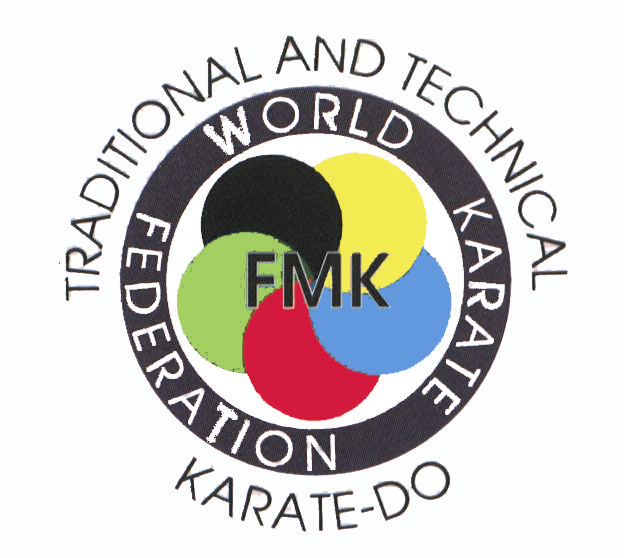 TRADITIONAL AND TECHNICAL
WORLD KARATE FEDERATION
FMK
KARATE-DO